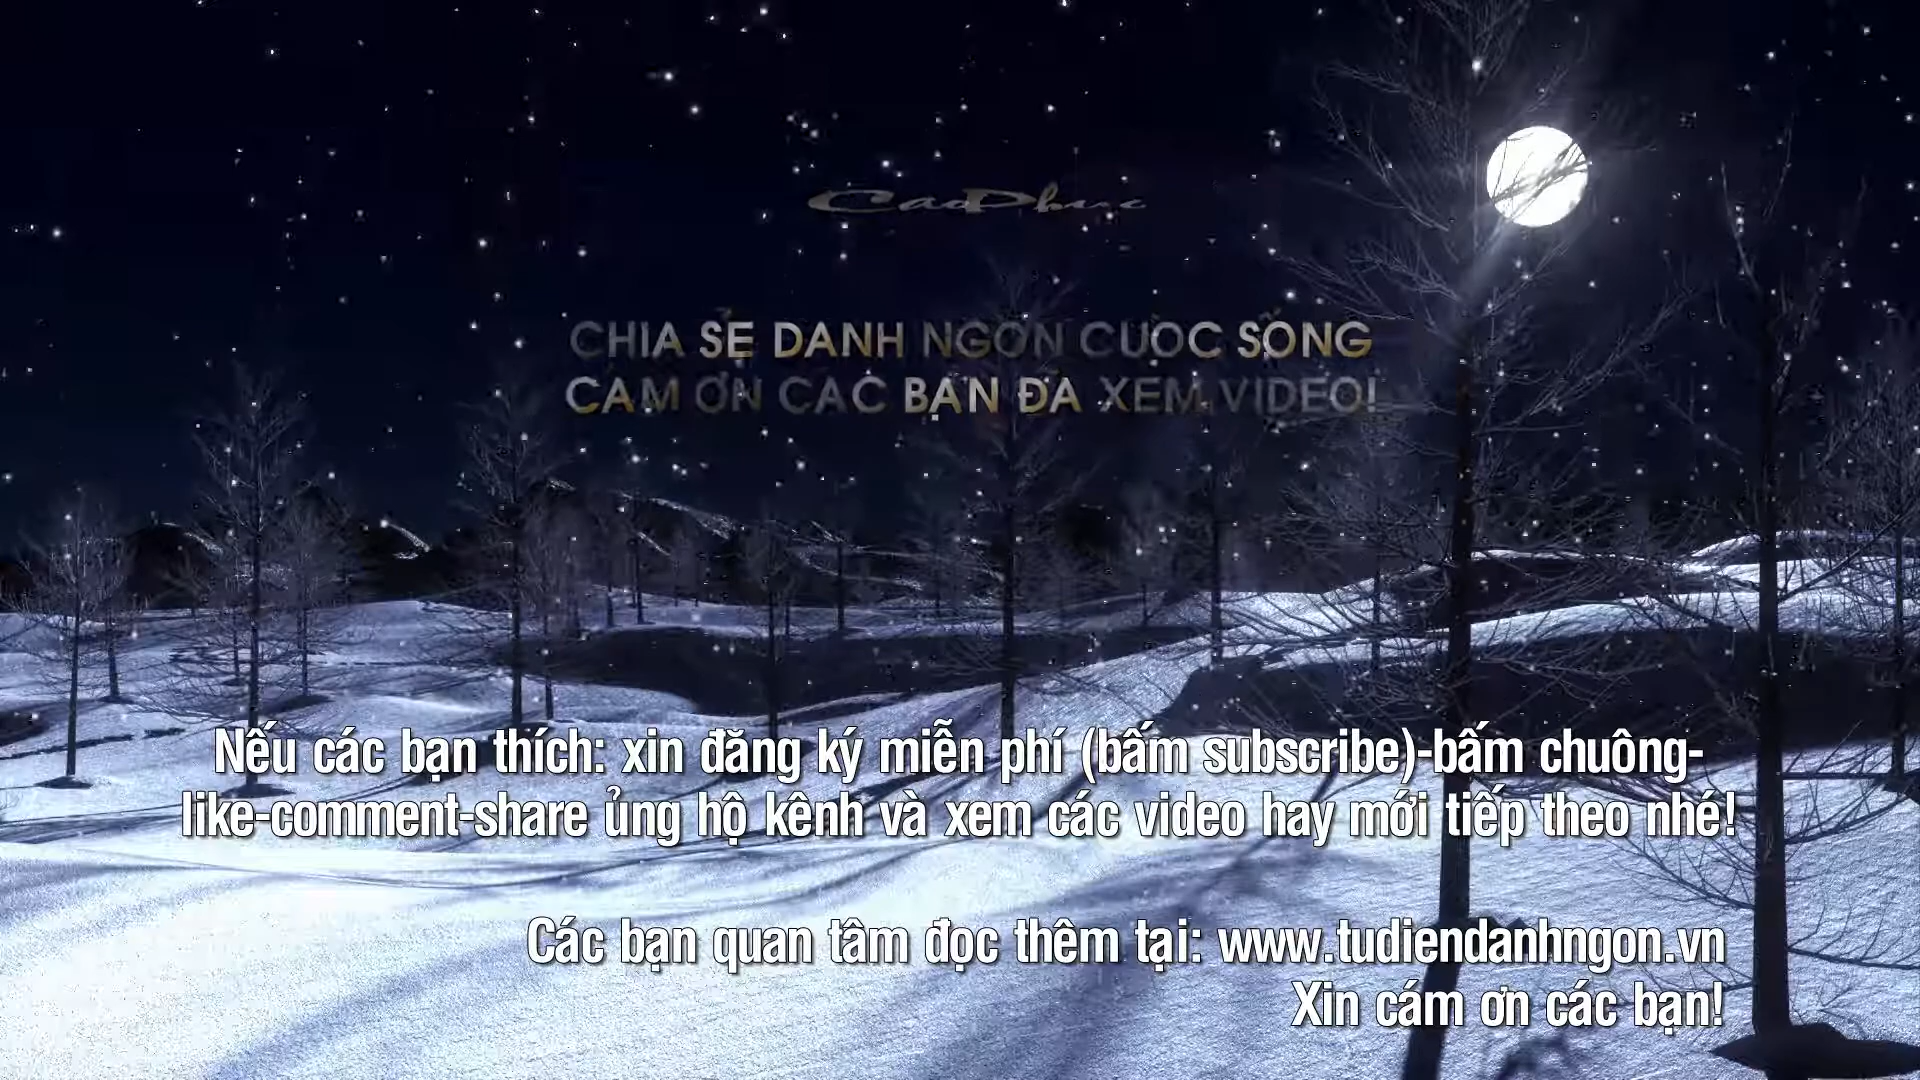 CaoPhuc
CHIA SẺ DANH NGÔN CUỘC SỐNG
CÁM ƠN CÁC BẠN ĐÃ XEM VIDEO!
Nếu các bạn thích: xin đăng ký miễn phí (bấm subscribe)-bấm chuông-
like-comment-share ủng hộ kênh và xem các video hay mới tiếp theo nhé!
Các bạn quan tâm đọc thêm tại: www.tudiendanhngon.vn
Xin cám ơn các bạn!